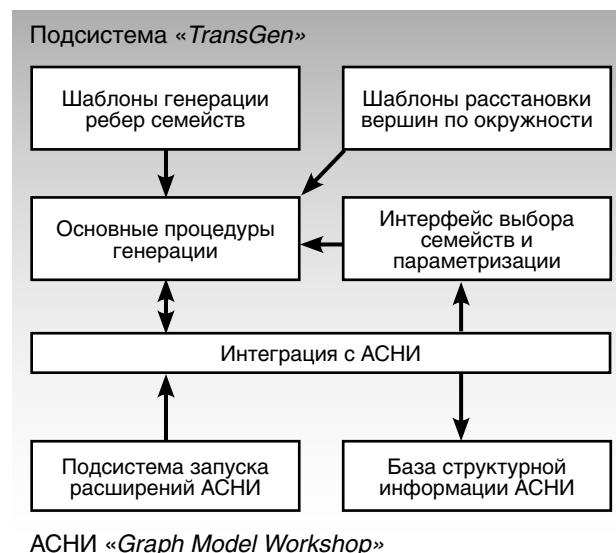 Подсистема «TransGen»
Шаблоны генерации
ребер семейств
Шаблоны расстановки
вершин по окружности
Основные процедуры
генерации
Интерфейс выбора
семейств и
параметризации
Интеграция с АСНИ
Подсистема запуска
расширений АСНИ
База структурной
информации АСНИ
АСНИ «Graph Model Workshop»